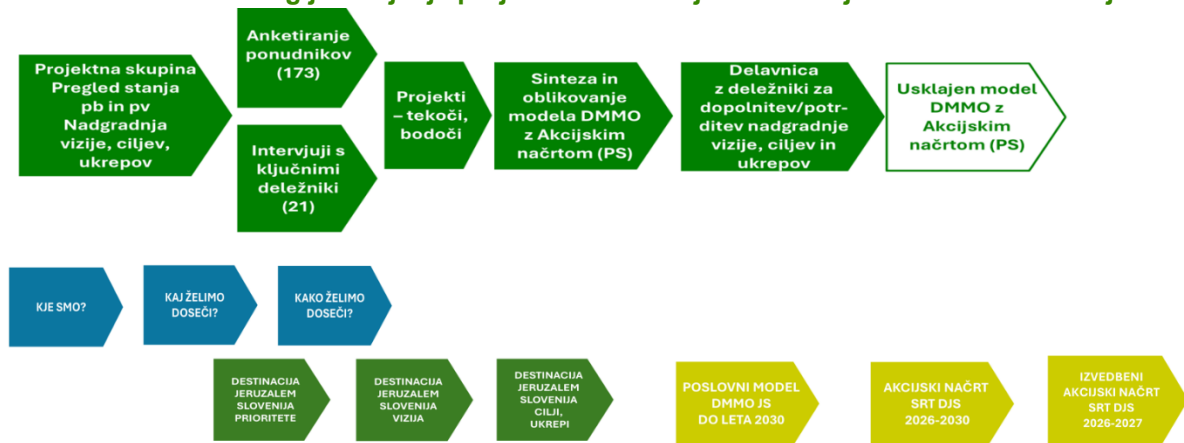 Projektna skupina
Pregled stanja
pb in pv
Nadgradnja
vizije, ciljev,
ukrepov
Anketiranje
ponudnikov
(173)
Intervjuji s
ključnimi
deležniki
(21)
Projekti
– tekoči,
bodoči
Sinteza in
oblikovanje
modela DMMO
z Akcijskim
načrtom (PS)
Delavnica
z deležniki za
dopolnitev/potr-
ditev nadgradnje
vizije, ciljev in
ukrepov
Usklajen model
DMMO z
Akcijskim
načrtom (PS)
KJE SMO?
KAJ ŽELIMO
DOSEČI?
KAKO ŽELIMO
DOSEČI?
DESTINACIJA
JERUZALEM
SLOVENIJA
PRIORITETE
DESTINACIJA
JERUZALEM
SLOVENIJA
VIZIJA
DESTINACIJA
JERUZALEM
SLOVENIJA
CILJI,
UKREPI
POSLOVNI MODEL
DMMO JS
DO LETA 2030
AKCIJSKI NAČRT
SRT DJS
2026-2030
IZVEDBENI
AKCIJSKI NAČRT
SRT DJS
2026-2027